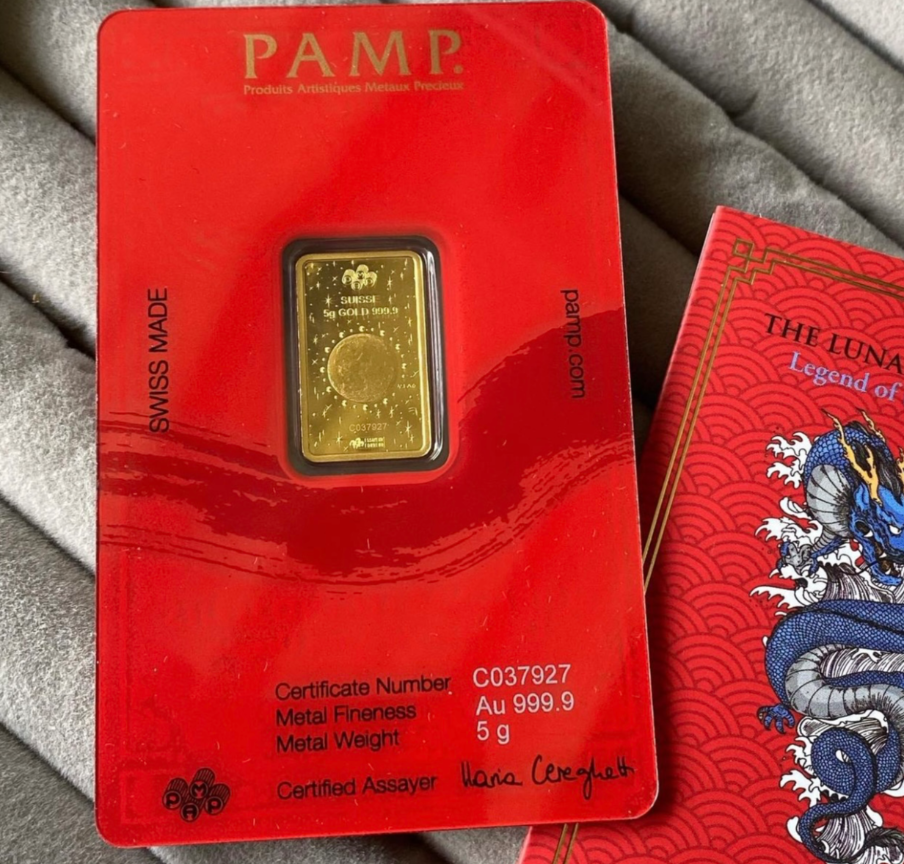 PAMP.
Produits Artistiques Metaux Precieux
SUISSE
5g GOLD 999.9
C037927
SWISS MADE
pamp.com
Certificate Number C037927
Metal Fineness Au 999.9
Metal Weight 5 g
Certified Assayer
PAMP
THE LUNA
Legend of